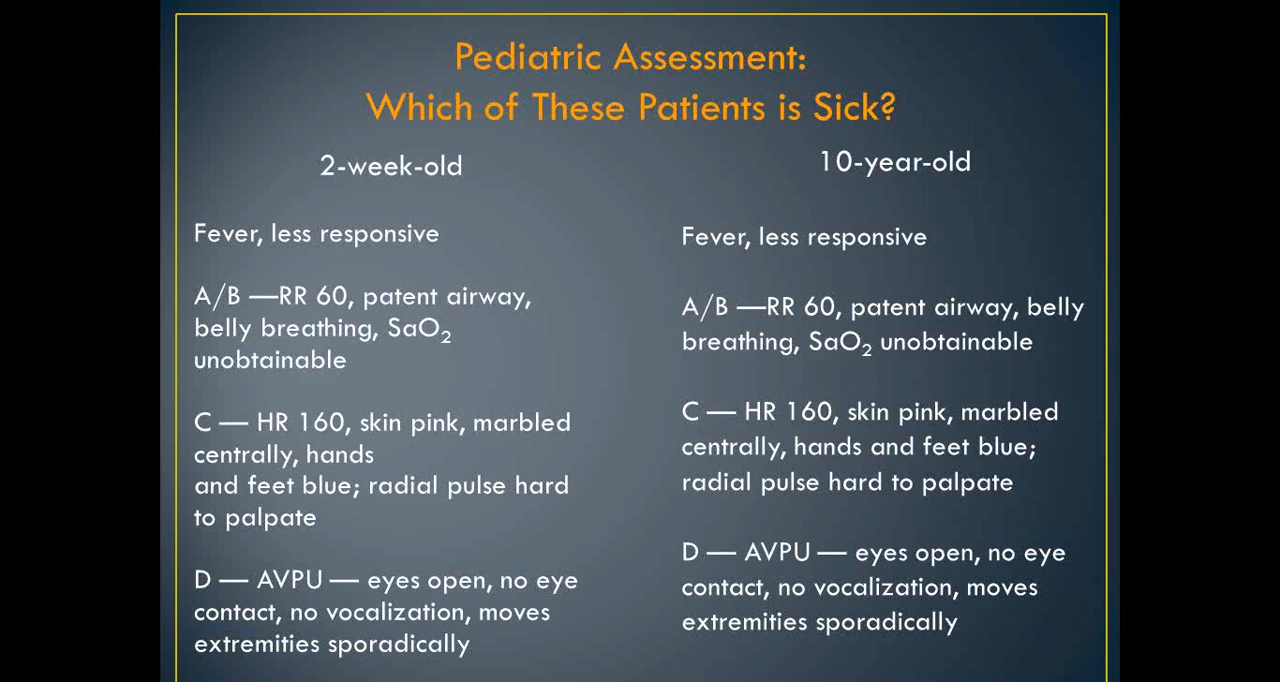 Pediatric Assessment:
Which of These Patients is Sick?
2-week-old
Fever, less responsive
A/B —RR 60, patent airway,
belly breathing, SaO2
unobtainable
C — HR 160, skin pink, marbled
centrally, hands
and feet blue; radial pulse hard
to palpate
D — AVPU — eyes open, no eye
contact, no vocalization, moves
extremities sporadically
10-year-old
Fever, less responsive
A/B —RR 60, patent airway, belly
breathing, SaO2 unobtainable
C — HR 160, skin pink, marbled
centrally, hands and feet blue;
radial pulse hard to palpate
D — AVPU — eyes open, no eye
contact, no vocalization, moves
extremities sporadically